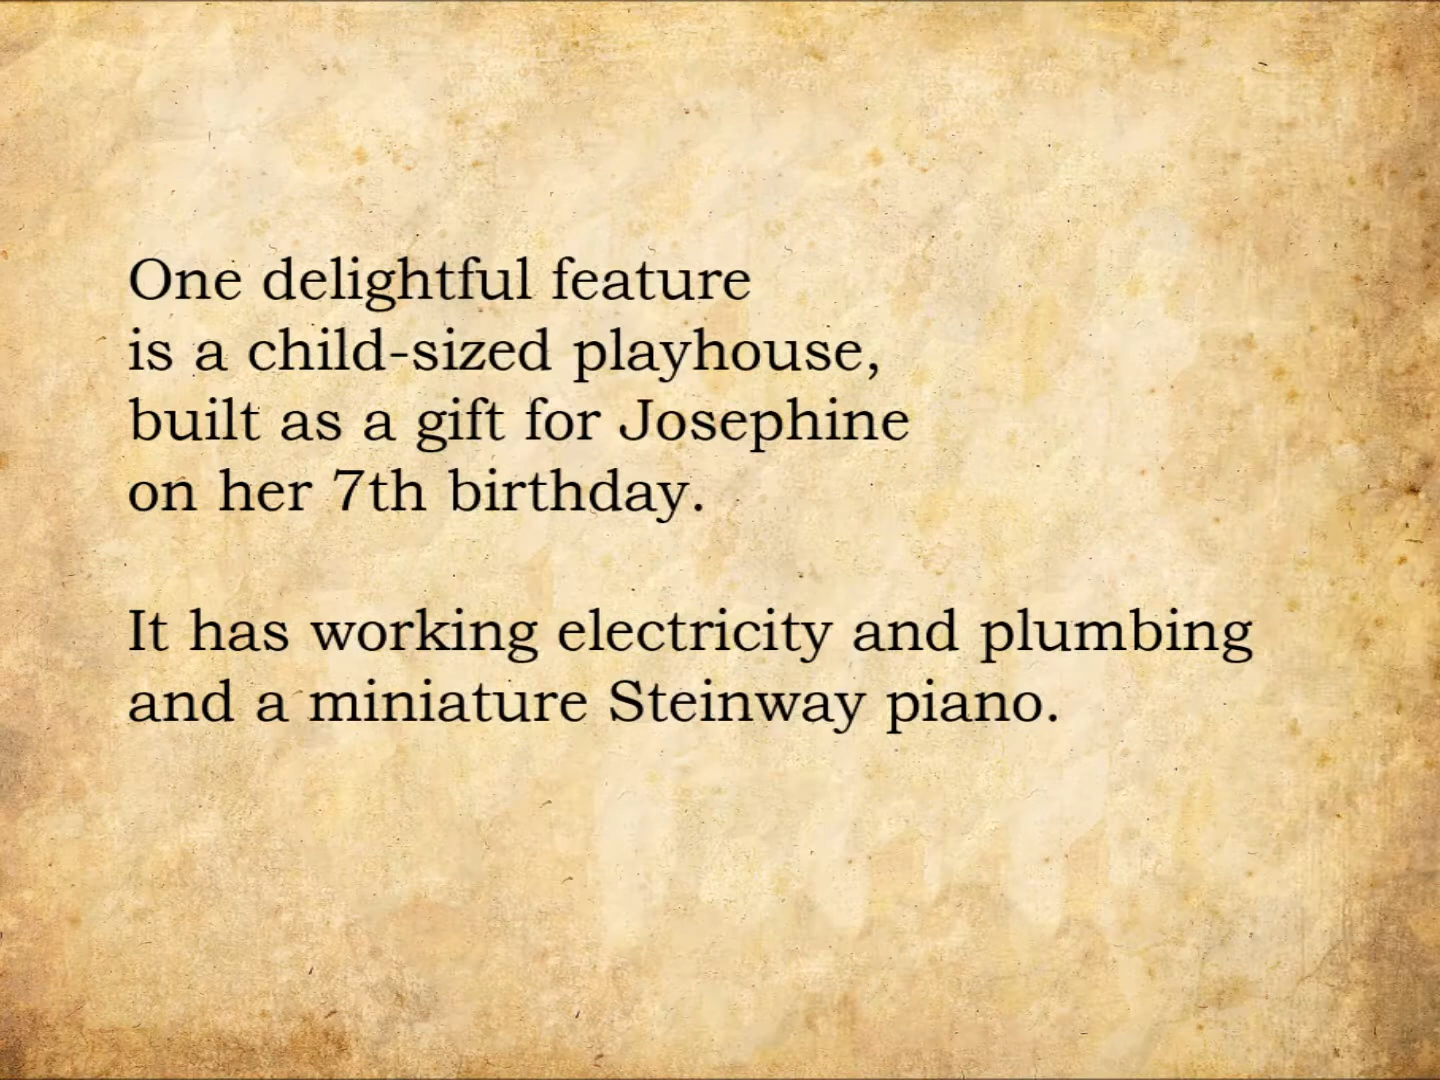 One delightful feature
is a child-sized playhouse,
built as a gift for Josephine
on her 7th birthday.
It has working electricity and plumbing
and a miniature Steinway piano.